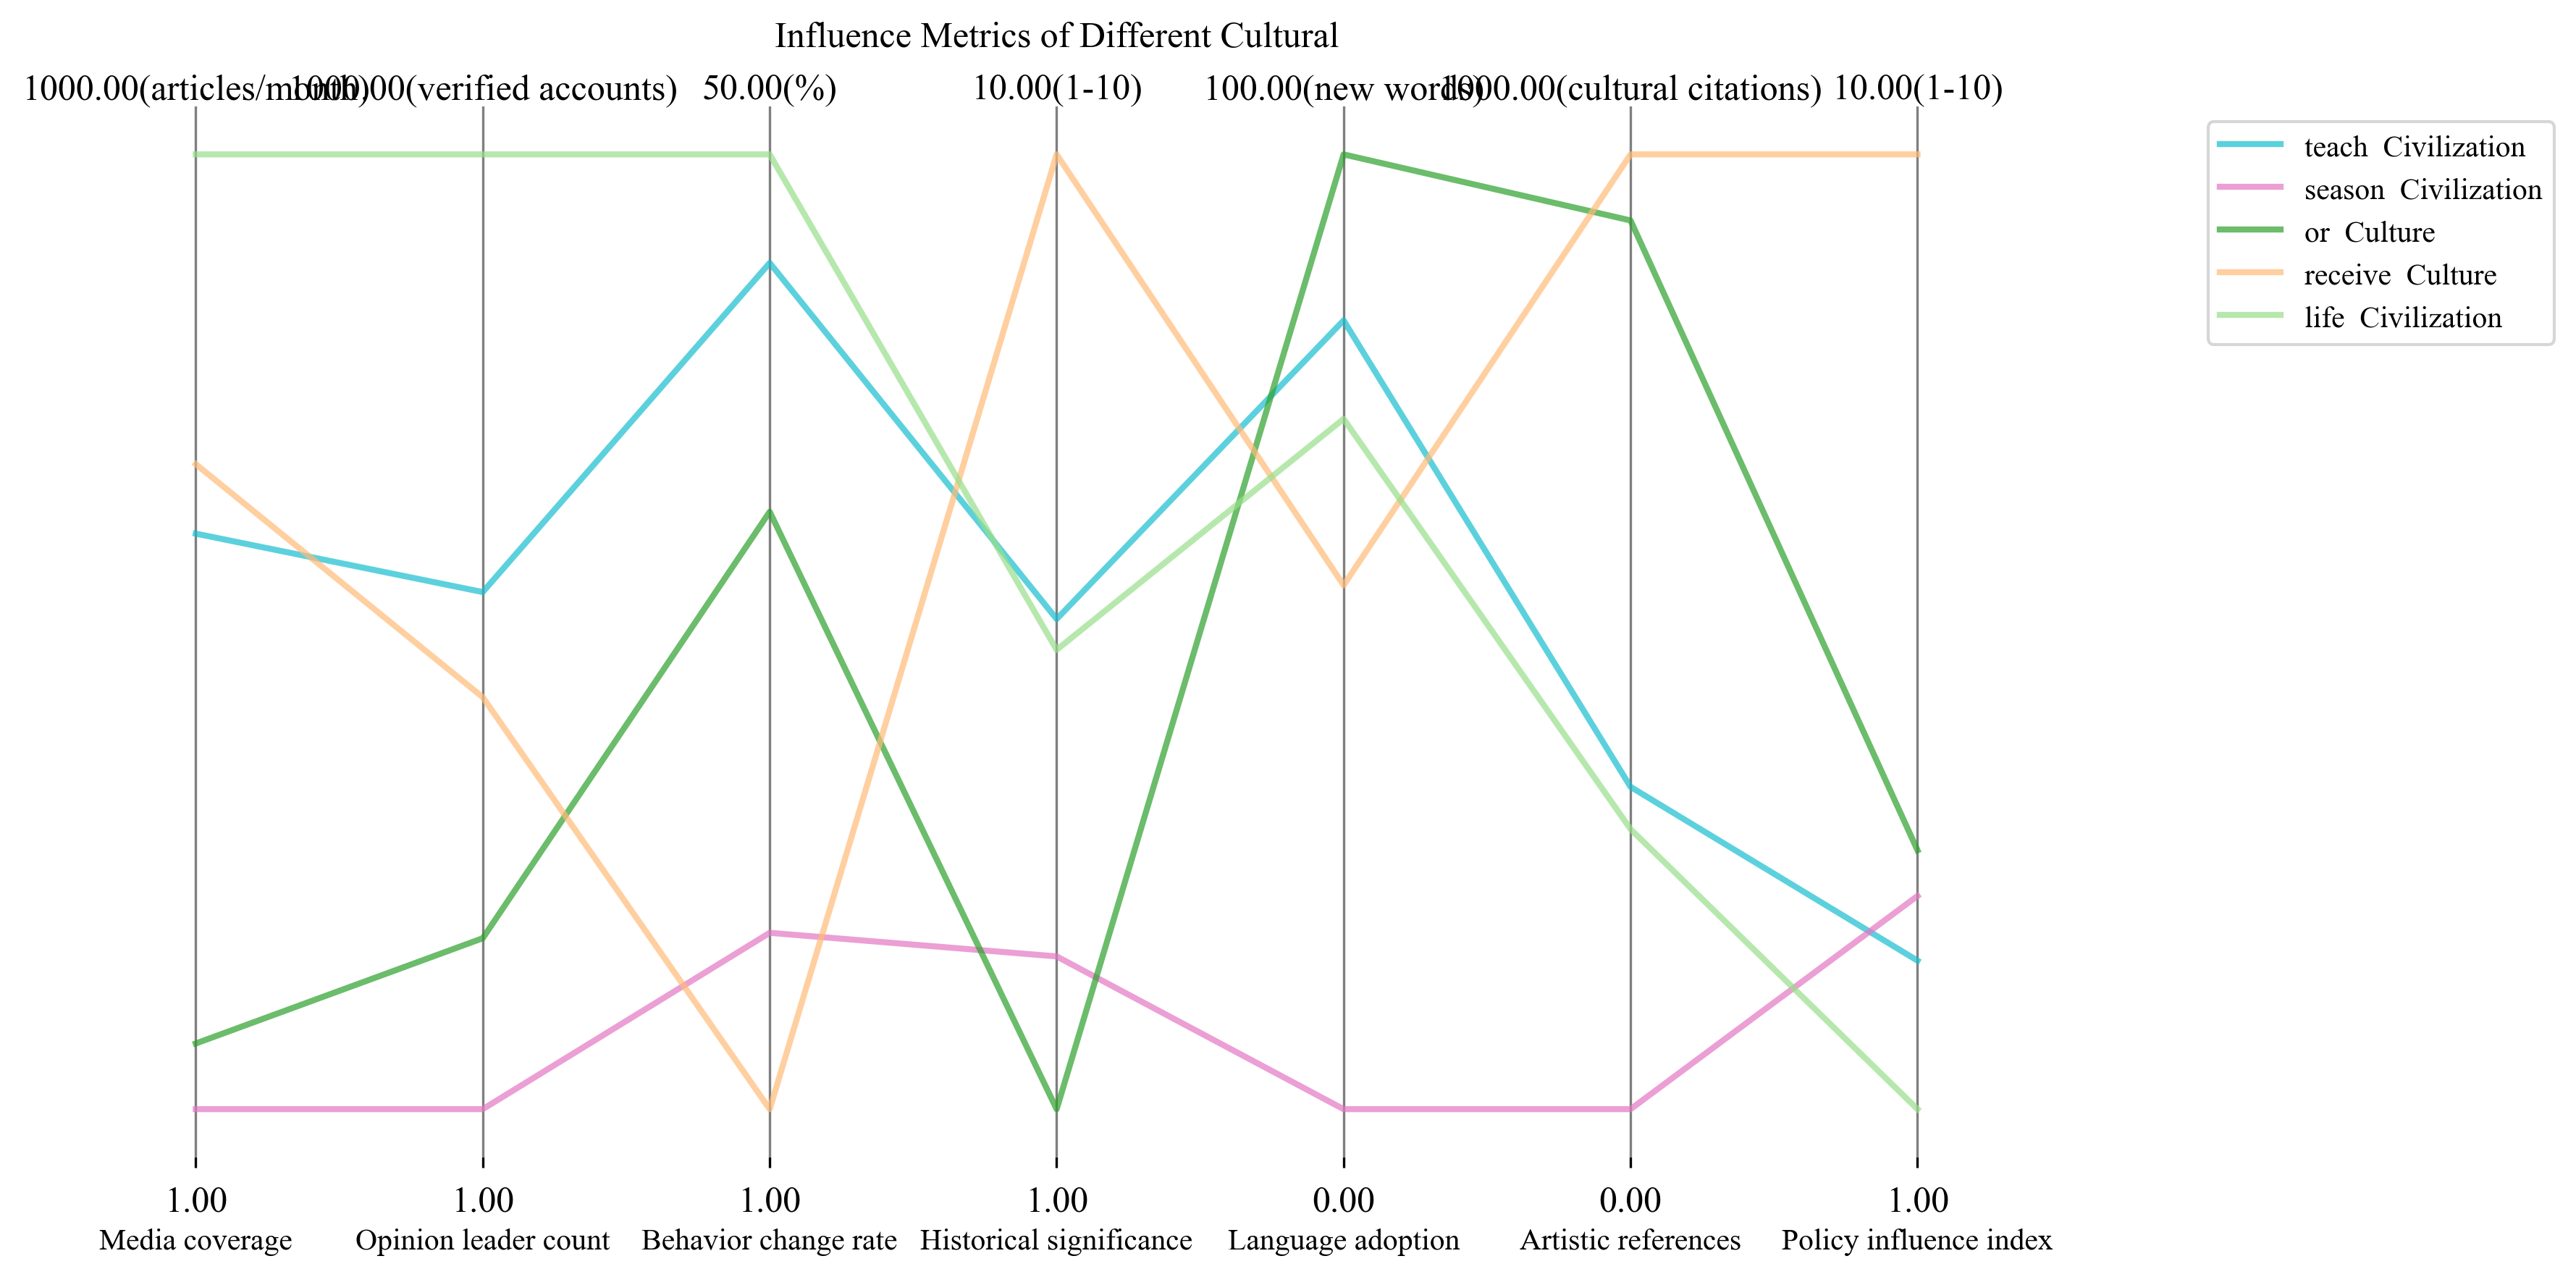 Influence Metrics of Different Cultural
1000.00(articles/month) 1000.00(verified accounts) 50.00(%) 10.00(1-10) 100.00(new words) 1000.00(cultural citations) 10.00(1-10)
teach Civilization
season Civilization
or Culture
receive Culture
life Civilization
1.00 1.00 1.00 1.00 0.00 0.00 1.00
Media coverage Opinion leader count Behavior change rate Historical significance Language adoption Artistic references Policy influence index